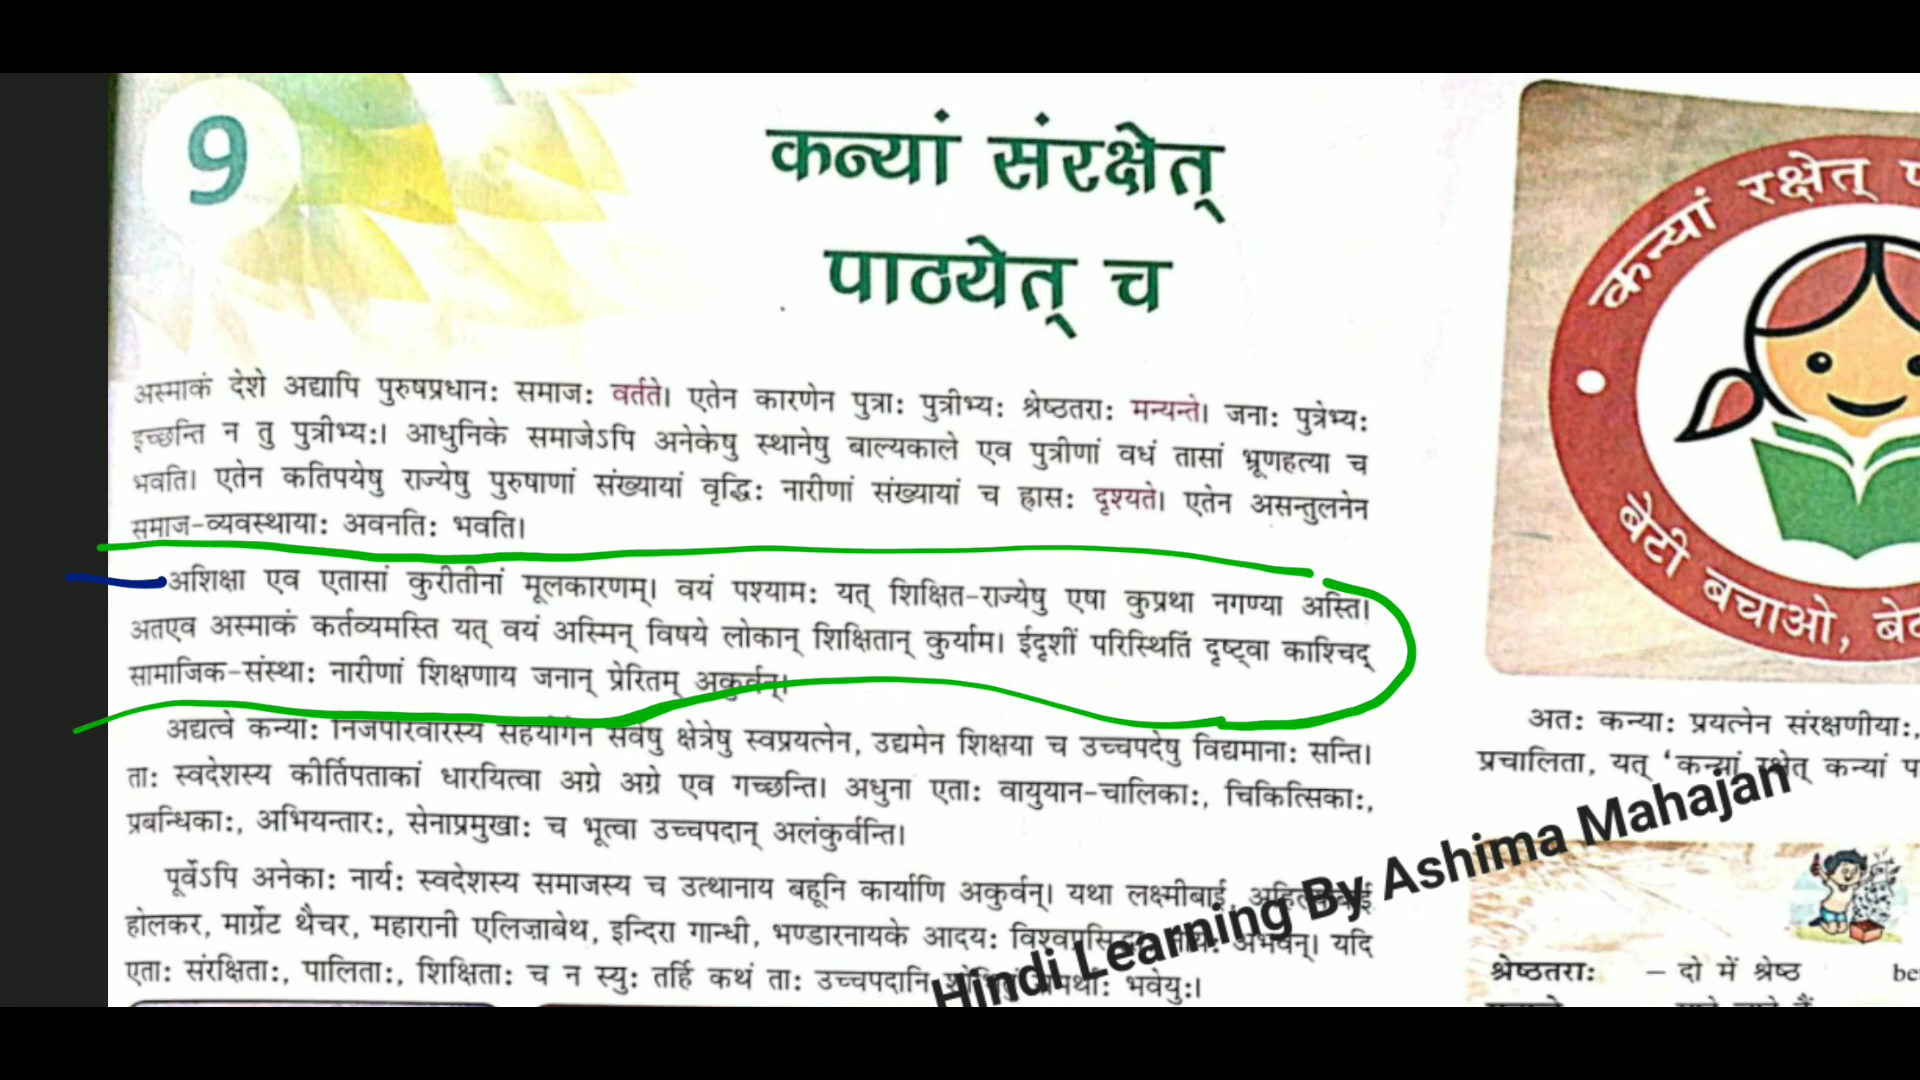 9
कन्यां संरक्षेत्
पाठयेत् च
अस्माकं देशे अद्यापि पुरुषप्रधानः समाजः वर्तते। एतेन कारणेन पुत्राः पुत्रीभ्यः श्रेष्ठतराः मन्यन्ते। जनाः पुत्रेभ्यः
इच्छन्ति न तु पुत्रीभ्यः। आधुनिके समाजेऽपि अनेकेषु स्थानेषु बाल्यकाले एव पुत्रीणां वधं तासां भ्रूणहत्या च
भवति। एतेन कतिपयेषु राज्येषु पुरुषाणां संख्यायां वृद्धिः नारीणां संख्यायां च ह्रासः दृश्यते। एतेन असन्तुलनेन
समाज-व्यवस्थायाः अवनतिः भवति।
अशिक्षा एव एतासां कुरीतीनां मूलकारणम्। वयं पश्यामः यत् शिक्षित-राज्येषु एषा कुप्रथा नगण्या अस्ति।
अतएव अस्माकं कर्तव्यमस्ति यत् वयं अस्मिन् विषये लोकान् शिक्षितान् कुर्याम। ईदृशीं परिस्थितिं दृष्ट्वा काश्चिद्
सामाजिक-संस्थाः नारीणां शिक्षणाय जनान् प्रेरितम् अकुर्वन्।
अद्यत्वे कन्याः निजपरिवारस्य सहयोगेन सर्वेषु क्षेत्रेषु स्वप्रयत्नेन, उद्यमेन शिक्षया च उच्चपदेषु विद्यमानाः सन्ति।
ताः स्वदेशस्य कीर्तिपताकां धारयित्वा अग्रे अग्रे एव गच्छन्ति। अधुना एताः वायुयान-चालिकाः, चिकित्सिकाः,
प्रबन्धिकाः, अभियन्तारः, सेनाप्रमुखाः च भूत्वा उच्चपदान् अलंकुर्वन्ति।
पूर्वेऽपि अनेकाः नार्यः स्वदेशस्य समाजस्य च उत्थानाय बहूनि कार्याणि अकुर्वन्। यथा लक्ष्मीबाई,
होलकर, मार्ग्रेट थैचर, महारानी एलिज़ाबेथ, इन्दिरा गान्धी, भण्डारनायके आदयः अभवन्। यदि
एताः संरक्षिताः, पालिताः, शिक्षिताः च न स्युः तर्हि कथं ताः उच्चपदानि भवेयुः।
कन्यां रक्षेत्
बेटी बचाओ,
अतः कन्याः प्रयत्नेन संरक्षणीयाः,
प्रचालिता, यत् 'कन्यां रक्षेत् कन्यां
श्रेष्ठतराः – दो में श्रेष्ठ
Hindi Learning By Ashima Mahajan